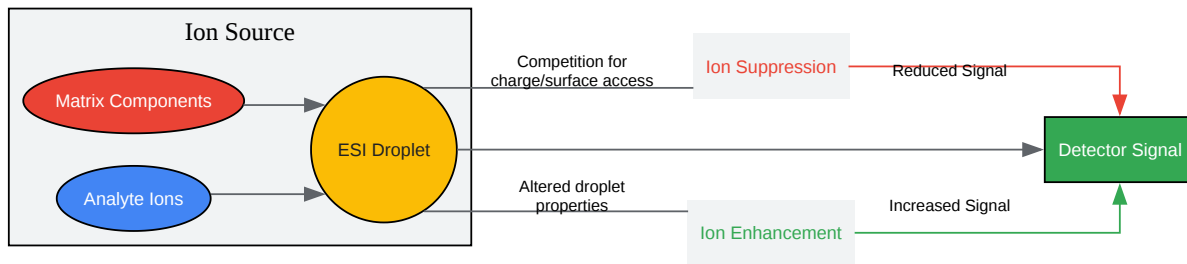 Ion Source
Matrix Components
Analyte Ions
ESI Droplet
Competition for
charge/surface access
Ion Suppression
Reduced Signal
Altered droplet
properties
Ion Enhancement
Increased Signal
Detector Signal